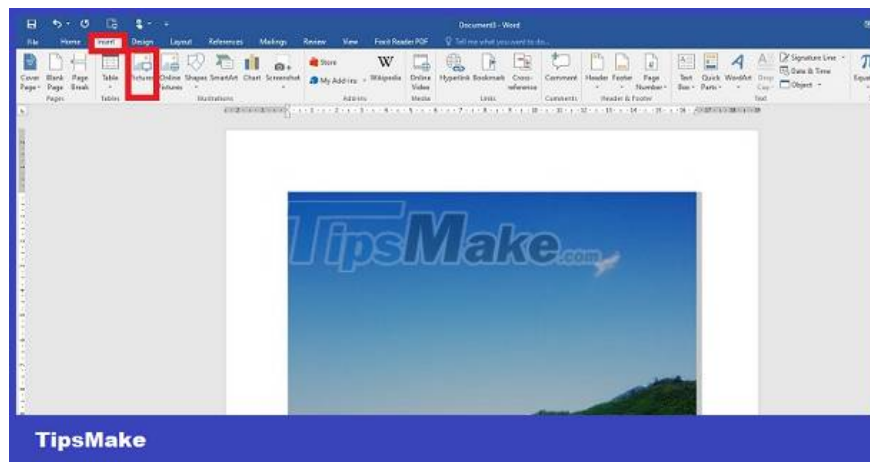 Document3 - Word
File Home Insert Design Layout References Mailings Review View Foxit Reader PDF Tell me what you want to do...
Cover Page Blank Page Page Break Table Pictures Online Pictures Shapes SmartArt Chart Screenshot Store My Add-ins Wikipedia Online Video Hyperlink Bookmark Cross-reference Comment Header Footer Page Number Text Box Quick Parts WordArt Drop Cap Signature Line Date & Time Object
Pages Tables Illustrations Add-ins Media Links Comments Header & Footer Text
TipsMake.com
TipsMake